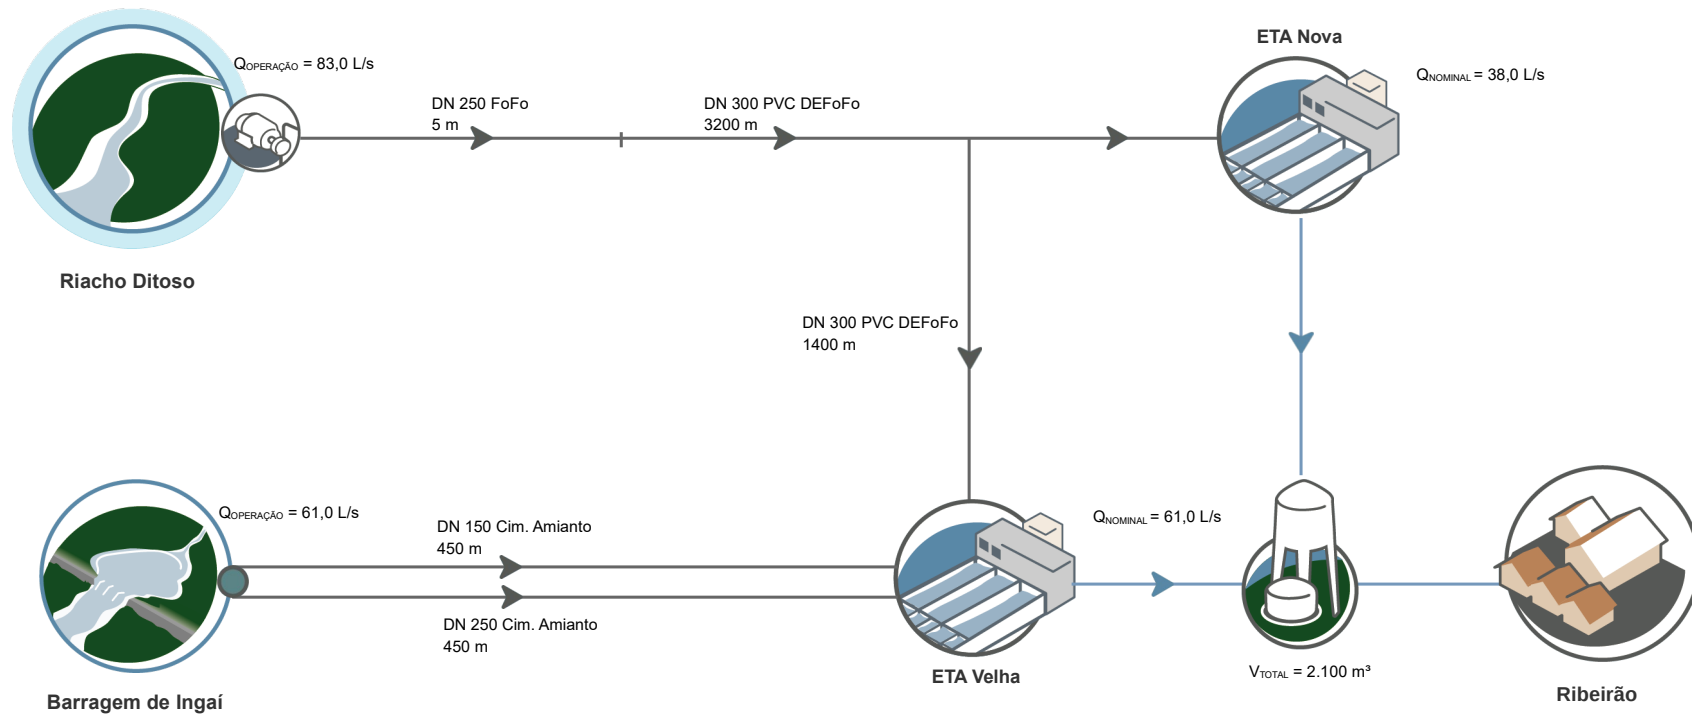 ETA Nova
QOPERAÇÃO = 83,0 L/s
QNOMINAL = 38,0 L/s
DN 250 FoFo
5 m
DN 300 PVC DEFoFo
3200 m
Riacho Ditoso
DN 300 PVC DEFoFo
1400 m
QOPERAÇÃO = 61,0 L/s
DN 150 Cim. Amianto
450 m
QNOMINAL = 61,0 L/s
DN 250 Cim. Amianto
450 m
ETA Velha
VTOTAL = 2.100 m³
Barragem de Ingaí
Ribeirão